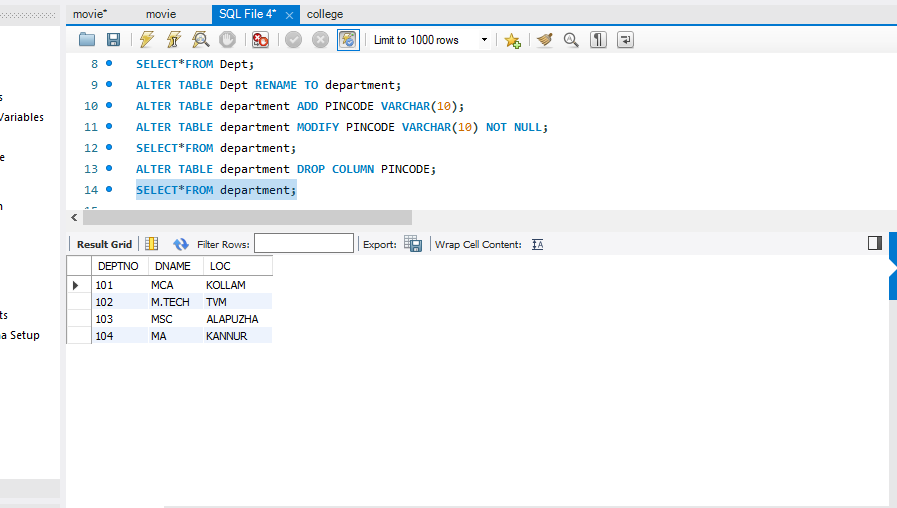 movie* movie SQL File 4* college
Limit to 1000 rows
8 SELECT*FROM Dept;
9 ALTER TABLE Dept RENAME TO department;
10 ALTER TABLE department ADD PINCODE VARCHAR(10);
11 ALTER TABLE department MODIFY PINCODE VARCHAR(10) NOT NULL;
12 SELECT*FROM department;
13 ALTER TABLE department DROP COLUMN PINCODE;
14 SELECT*FROM department;
Variables
Result Grid Filter Rows: Export: Wrap Cell Content:
DEPTNO DNAME LOC
101 MCA KOLLAM
102 M.TECH TVM
103 MSC ALAPUZHA
104 MA KANNUR
Setup